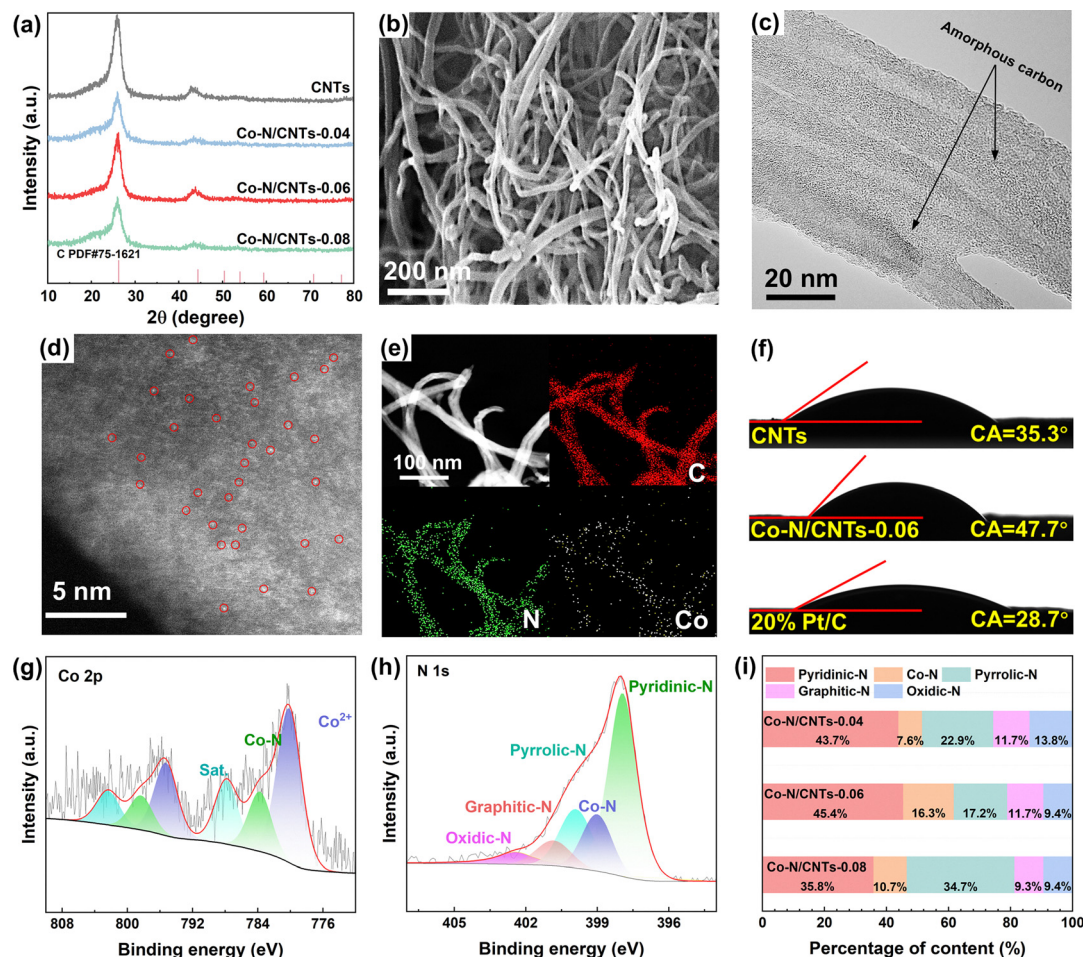 (a)
Intensity (a.u.)
CNTs
Co-N/CNTs-0.04
Co-N/CNTs-0.06
Co-N/CNTs-0.08
C PDF#75-1621
10 20 30 40 50 60 70 80
2θ (degree)
(b)
200 nm
(c)
Amorphous carbon
20 nm
(d)
5 nm
(e)
100 nm
C
N
Co
(f)
CNTs CA=35.3°
Co-N/CNTs-0.06 CA=47.7°
20% Pt/C CA=28.7°
(g)
Co 2p
Intensity (a.u.)
Co2+
Co-N
Sat.
808 800 792 784 776
Binding energy (eV)
(h)
N 1s
Intensity (a.u.)
Pyridinic-N
Pyrrolic-N
Graphitic-N
Co-N
Oxidic-N
405 402 399 396
Binding energy (eV)
(i)
Pyridinic-N Co-N Pyrrolic-N
Graphitic-N Oxidic-N
Co-N/CNTs-0.04
43.7% 7.6% 22.9% 11.7% 13.8%
Co-N/CNTs-0.06
45.4% 16.3% 17.2% 11.7% 9.4%
Co-N/CNTs-0.08
35.8% 10.7% 34.7% 9.3% 9.4%
0 20 40 60 80 100
Percentage of content (%)